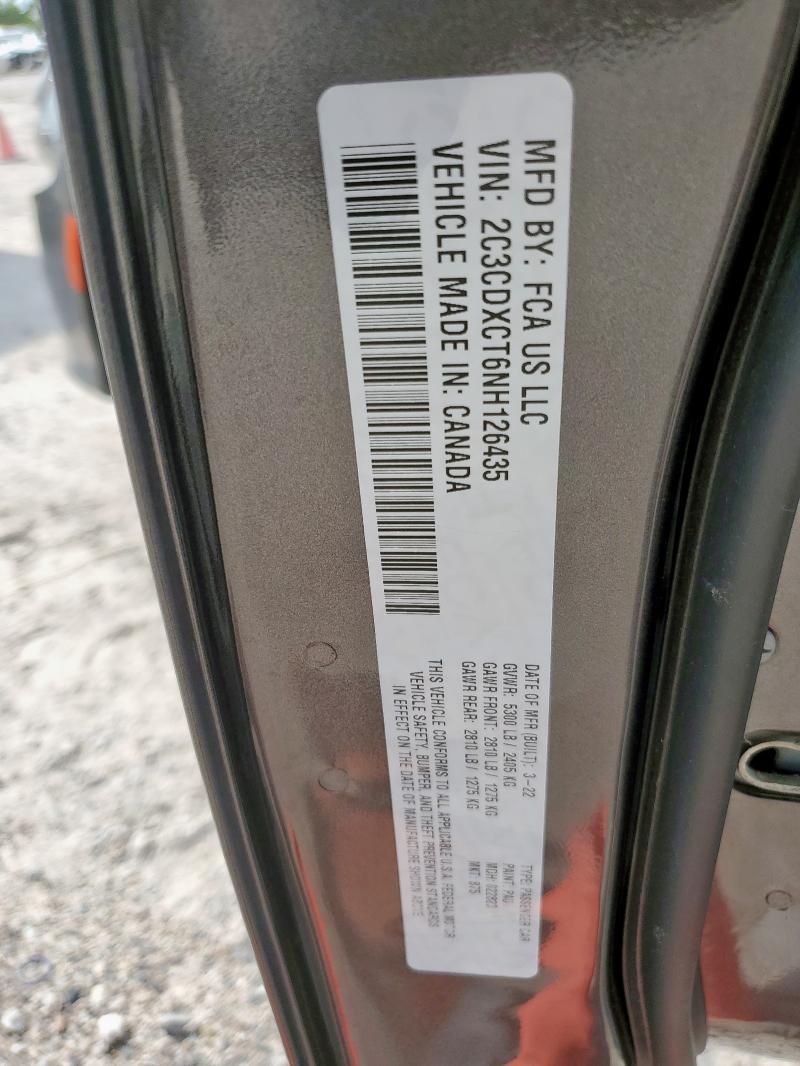 MFD BY: FCA US LLC
VIN: 2C3CDXCT6NH126435
VEHICLE MADE IN: CANADA
DATE OF MFR (BUILT): 3-22
GVWR: 5300 LB / 2405 KG
GAWR FRONT: 2810 LB / 1275 KG
GAWR REAR: 2810 LB / 1275 KG
TYPE: PASSENGER CAR
PAINT: PAU
MDH:
MKT:
THIS VEHICLE CONFORMS TO ALL APPLICABLE U.S.A. FEDERAL MOTOR
VEHICLE SAFETY, BUMPER, AND THEFT PREVENTION STANDARDS
IN EFFECT ON THE DATE OF MANUFACTURE SHOWN ABOVE